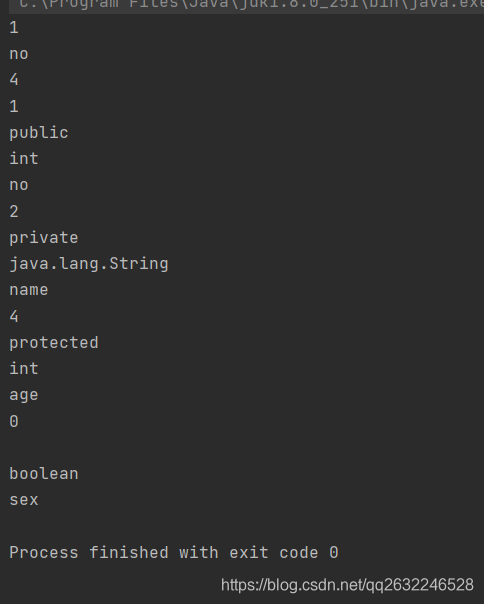 C:\Program Files\Java\jdk1.8.0_251\bin\java.exe
1
no
4
1
public
int
no
2
private
java.lang.String
name
4
protected
int
age
0
boolean
sex
Process finished with exit code 0
https://blog.csdn.net/qq2632246528